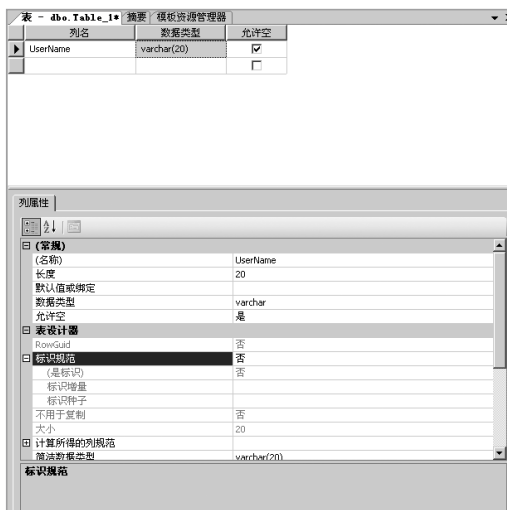 表 - dbo.Table_1* 摘要 模板资源管理器
列名 数据类型 允许空
UserName varchar(20)
列属性
(常规)
(名称) UserName
长度 20
默认值或绑定
数据类型 varchar
允许空 是
表设计器
RowGuid 否
标识规范 否
(是标识) 否
标识增量
标识种子
不用于复制 否
大小 20
计算所得的列规范
简洁数据类型 varchar(20)
标识规范